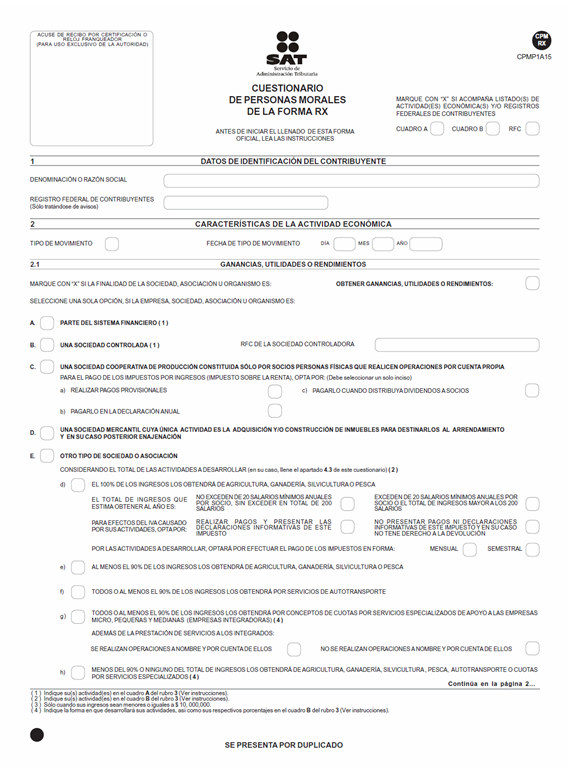 ACUSE DE RECIBO POR CERTIFICACIÓN O
RELOJ FRANQUEADOR
(PARA USO EXCLUSIVO DE LA AUTORIDAD)
SAT
Servicio de
Administración Tributaria
CPM
RX
CPMP1A15
CUESTIONARIO
DE PERSONAS MORALES
DE LA FORMA RX
ANTES DE INICIAR EL LLENADO DE ESTA FORMA
OFICIAL, LEA LAS INSTRUCCIONES
MARQUE CON "X" SI ACOMPAÑA LISTADO(S) DE
ACTIVIDAD(ES) ECONÓMICA(S) Y/O REGISTROS
FEDERALES DE CONTRIBUYENTES
CUADRO A CUADRO B RFC
1 DATOS DE IDENTIFICACIÓN DEL CONTRIBUYENTE
DENOMINACIÓN O RAZÓN SOCIAL
REGISTRO FEDERAL DE CONTRIBUYENTES
(Sólo tratándose de avisos)
2 CARACTERÍSTICAS DE LA ACTIVIDAD ECONÓMICA
TIPO DE MOVIMIENTO FECHA DE TIPO DE MOVIMIENTO DÍA MES AÑO
2.1 GANANCIAS, UTILIDADES O RENDIMIENTOS
MARQUE CON "X" SI LA FINALIDAD DE LA SOCIEDAD, ASOCIACIÓN U ORGANISMO ES: OBTENER GANANCIAS, UTILIDADES O RENDIMIENTOS:
SELECCIONE UNA SOLA OPCIÓN, SI LA EMPRESA, SOCIEDAD, ASOCIACIÓN U ORGANISMO ES:
A. PARTE DEL SISTEMA FINANCIERO ( 1 )
B. UNA SOCIEDAD CONTROLADA ( 1 ) RFC DE LA SOCIEDAD CONTROLADORA
C. UNA SOCIEDAD COOPERATIVA DE PRODUCCIÓN CONSTITUIDA SÓLO POR SOCIOS PERSONAS FÍSICAS QUE REALICEN OPERACIONES POR CUENTA PROPIA
PARA EL PAGO DE LOS IMPUESTOS POR INGRESOS (IMPUESTO SOBRE LA RENTA), OPTA POR: (Debe seleccionar un solo inciso)
a) REALIZAR PAGOS PROVISIONALES c) PAGARLO CUANDO DISTRIBUYA DIVIDENDOS A SOCIOS
b) PAGARLO EN LA DECLARACIÓN ANUAL
D. UNA SOCIEDAD MERCANTIL CUYA ÚNICA ACTIVIDAD ES LA ADQUISICIÓN Y/O CONSTRUCIÓN DE INMUEBLES PARA DESTINARLOS AL ARRENDAMIENTO
Y EN SU CASO POSTERIOR ENAJENACIÓN
E. OTRO TIPO DE SOCIEDAD O ASOCIACIÓN
CONSIDERANDO EL TOTAL DE LAS ACTIVIDADES A DESARROLLAR (en su caso, llene el apartado 4.3 de este cuestionario) ( 2 )
d) EL 100% DE LOS INGRESOS LOS OBTENDRÁ DE AGRICULTURA, GANADERÍA, SILVICULTURA O PESCA
EL TOTAL DE INGRESOS QUE
ESTIMA OBTENER AL AÑO ES:
NO EXCEDEN DE 20 SALARIOS MÍNIMOS ANUALES
POR SOCIO, SIN EXCEDER EN TOTAL DE 200
SALARIOS
EXCEDEN DE 20 SALARIOS MÍNIMOS ANUALES POR
SOCIO O EL TOTAL DE INGRESOS MAYOR A LOS 200
SALARIOS
PARA EFECTOS DEL IVA CAUSADO
POR SUS ACTIVIDADES, OPTA POR:
REALIZAR PAGOS Y PRESENTAR LAS
DECLARACIONES INFORMATIVAS DE ESTE
IMPUESTO
NO PRESENTAR PAGOS NI DECLARACIONES
INFORMATIVAS DE ESTE IMPUESTO Y EN SU CASO
NO TENER DERECHO A LA DEVOLUCIÓN
POR LAS ACTIVIDADES A DESARROLLAR, OPTARÁ POR EFECTUAR EL PAGO DE LOS IMPUESTOS EN FORMA: MENSUAL SEMESTRAL
e) AL MENOS EL 90% DE LOS INGRESOS LOS OBTENDRÁ DE AGRICULTURA, GANADERÍA, SILVICULTURA O PESCA
f) TODOS O AL MENOS EL 90% DE LOS INGRESOS LOS OBTENDRÁ POR SERVICIOS DE AUTOTRANSPORTE
g) TODOS O AL MENOS EL 90% DE LOS INGRESOS LOS OBTENDRÁ POR CONCEPTOS DE CUOTAS POR SERVICIOS ESPECIALIZADOS DE APOYO A LAS EMPRESAS
MICRO, PEQUEÑAS Y MEDIANAS (EMPRESAS INTEGRADORAS) ( 4 )
ADEMÁS DE LA PRESTACIÓN DE SERVICIOS A LOS INTEGRADOS:
SE REALIZAN OPERACIONES A NOMBRE Y POR CUENTA DE ELLOS NO SE REALIZAN OPERACIONES A NOMBRE Y POR CUENTA DE ELLOS
h) MENOS DEL 90% O NINGUNO DEL TOTAL DE INGRESOS LOS OBTENDRÁ DE AGRICULTURA, GANADERÍA, SILVICULTURA , PESCA, AUTOTRANSPORTE O CUOTAS
POR SERVICIOS ESPECIALIZADOS ( 4 )
Continúa en la página 2...
( 1 ) Indique su(s) actividad(es) en el cuadro A del rubro 3 (Ver instrucciones).
( 2 ) Indique su(s) actividad(es) en el cuadro B del rubro 3 (Ver instrucciones).
( 3 ) Sólo cuando sus ingresos sean menores o iguales a $ 10, 000,000.
( 4 ) Indique la forma en que desarrollará sus actividades, así como sus respectivos porcentajes en el cuadro B del rubro 3 (Ver instrucciones).
SE PRESENTA POR DUPLICADO